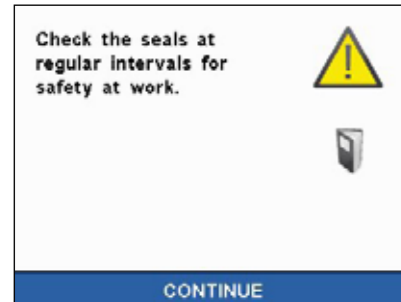 Check the seals at
regular intervals for
safety at work.
CONTINUE